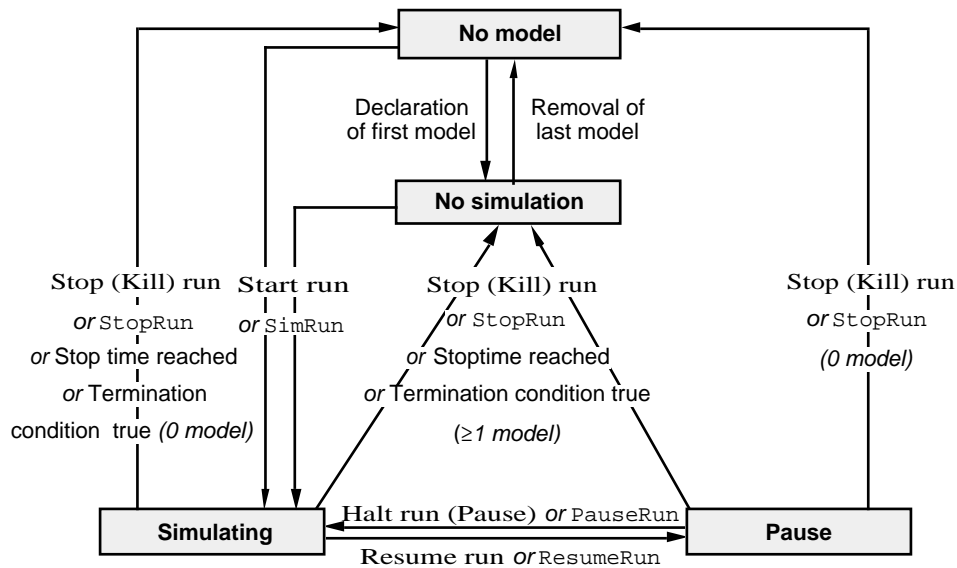 No model
Declaration
of first model
Removal of
last model
No simulation
Stop (Kill) run
or StopRun
or Stop time reached
or Termination
condition true (0 model)
Start run
or SimRun
Stop (Kill) run
or StopRun
or Stoptime reached
or Termination condition true
(≥1 model)
Stop (Kill) run
or StopRun
(0 model)
Simulating
Halt run (Pause) or PauseRun
Resume run or ResumeRun
Pause